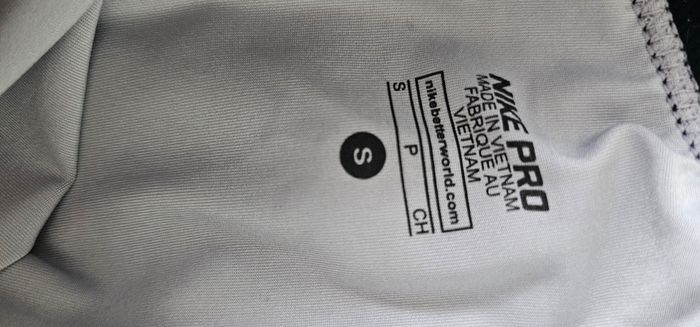 NIKE PRO
MADE IN VIETNAM
FABRIQUE AU
VIETNAM
nikebetterworld.com
S P CH
S